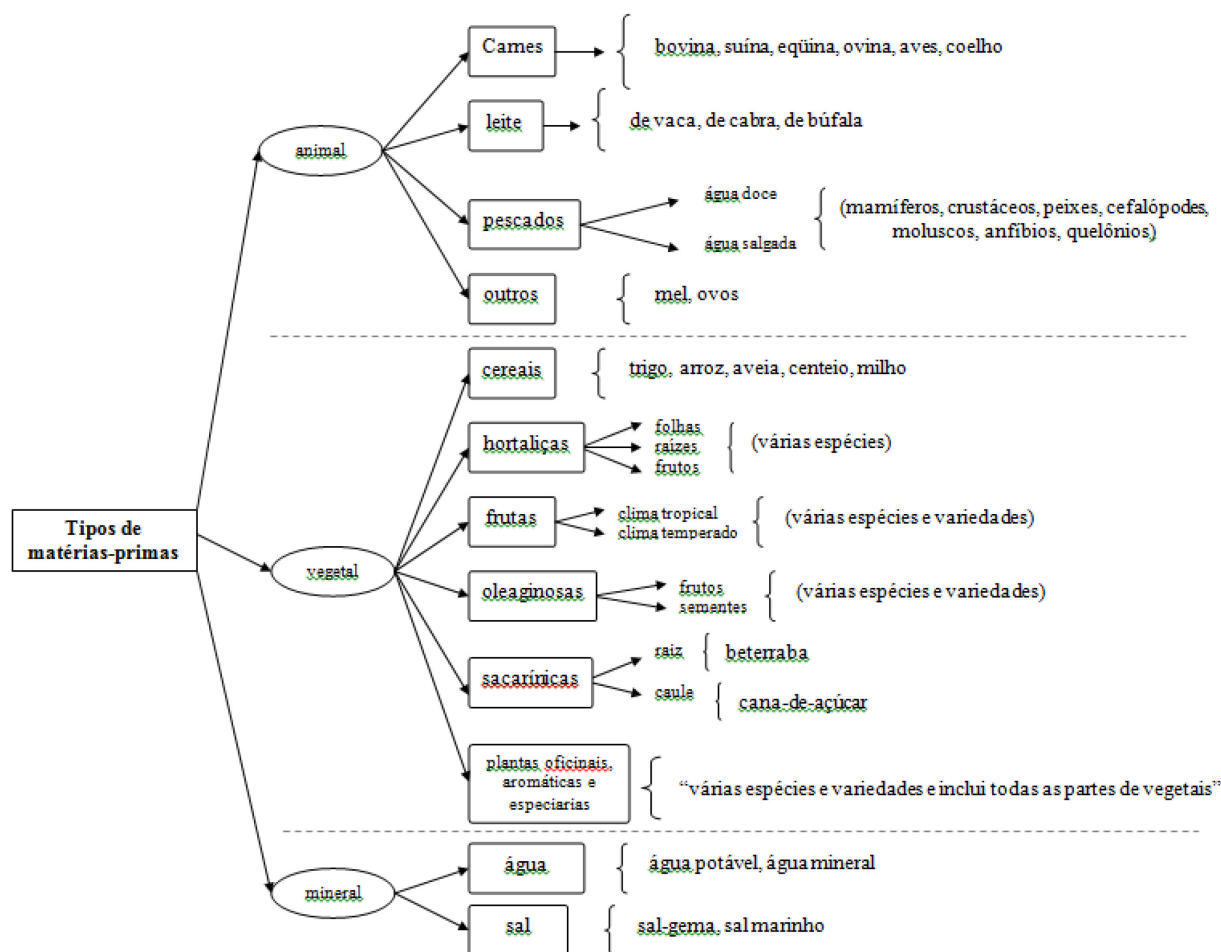 Carnes
bovina, suína, eqüina, ovina, aves, coelho
leite
de vaca, de cabra, de búfala
animal
pescados
água doce
água salgada
(mamíferos, crustáceos, peixes, cefalópodes,
moluscos, anfíbios, quelônios)
outros
mel, ovos
cereais
trigo, arroz, aveia, centeio, milho
hortaliças
folhas
raízes
frutos
(várias espécies)
frutas
clima tropical
clima temperado
(várias espécies e variedades)
Tipos de
matérias-primas
vegetal
oleaginosas
frutos
sementes
(várias espécies e variedades)
sacarínicas
raiz
beterraba
caule
cana-de-açúcar
plantas oficinais,
aromáticas e
especiarias
“várias espécies e variedades e inclui todas as partes de vegetais”
água
água potável, água mineral
mineral
sal
sal-gema, sal marinho